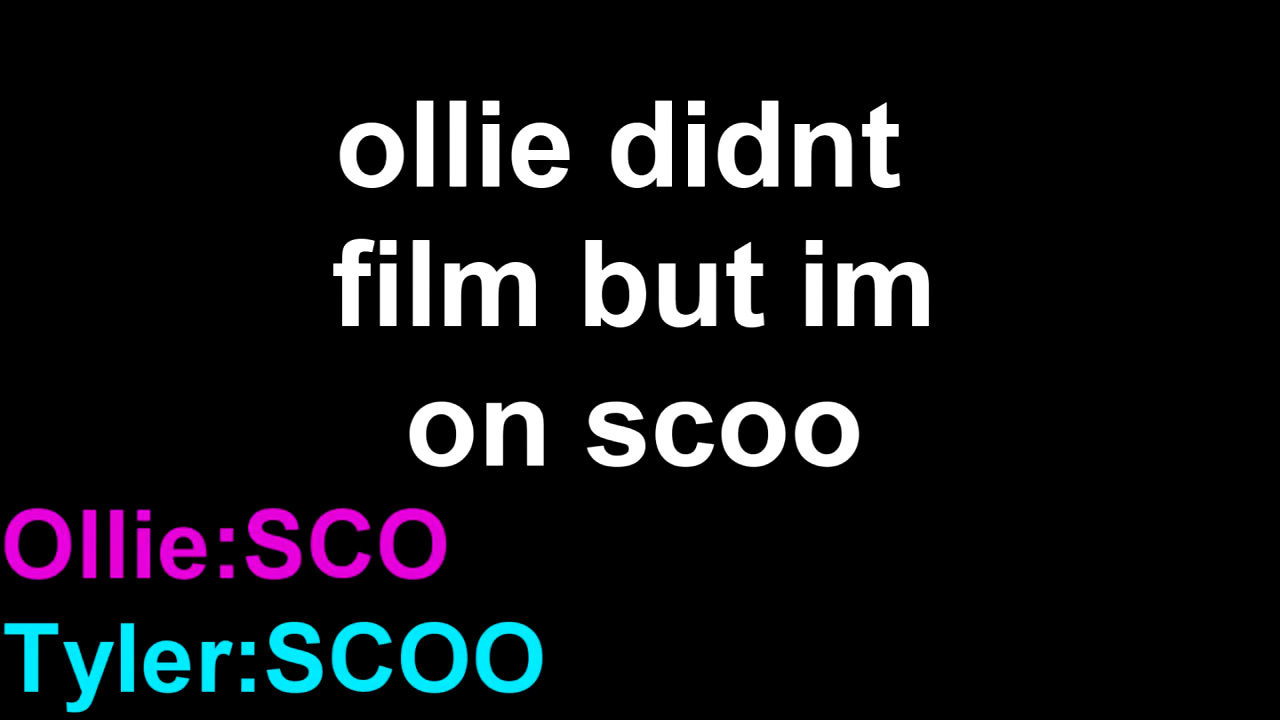 ollie didnt
film but im
on scoo
Ollie:SCO
Tyler:SCOO